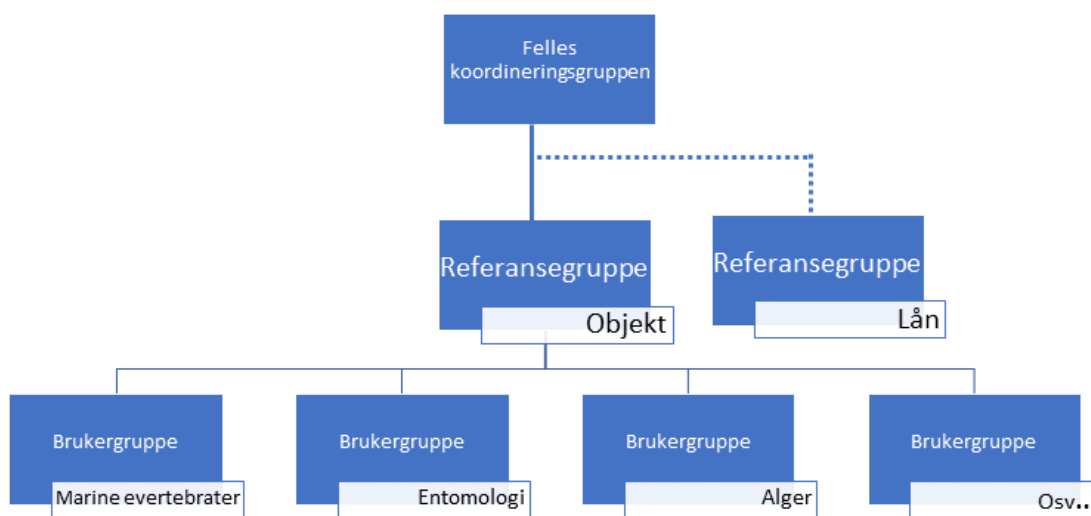 Felles
koordineringsgruppen
Referansegruppe
Objekt
Referansegruppe
Lån
Brukergruppe
Marine evertebrater
Brukergruppe
Entomologi
Brukergruppe
Alger
Brukergruppe
Osv..